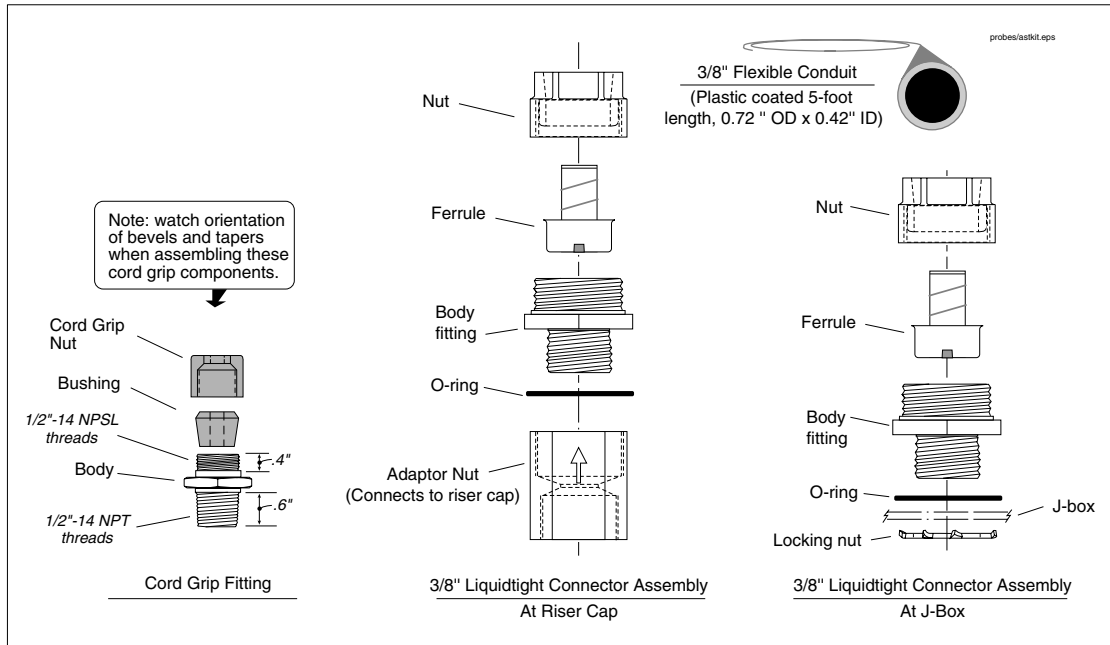 probes/astkit.eps
3/8" Flexible Conduit
(Plastic coated 5-foot
length, 0.72 " OD x 0.42" ID)
Note: watch orientation
of bevels and tapers
when assembling these
cord grip components.
Cord Grip
Nut
Bushing
1/2"-14 NPSL
threads
Body
1/2"-14 NPT
threads
.4"
.6"
Cord Grip Fitting
Nut
Ferrule
Body
fitting
O-ring
Adaptor Nut
(Connects to riser cap)
3/8" Liquidtight Connector Assembly
At Riser Cap
Nut
Ferrule
Body
fitting
O-ring
J-box
Locking nut
3/8" Liquidtight Connector Assembly
At J-Box